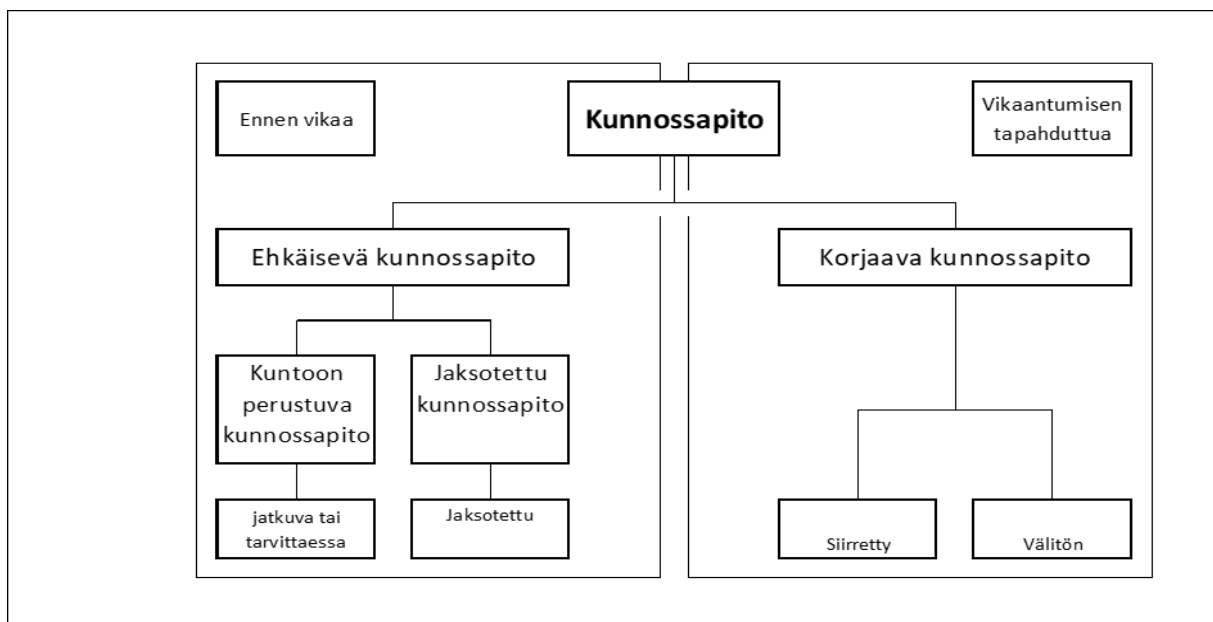 Ennen vikaa
Kunnossapito
Vikaantumisen
tapahduttua
Ehkäisevä kunnossapito
Korjaava kunnossapito
Kuntoon
perustuva
kunnossapito
Jaksotettu
kunnossapito
jatkuva tai
tarvittaessa
Jaksotettu
Siirretty
Välitön